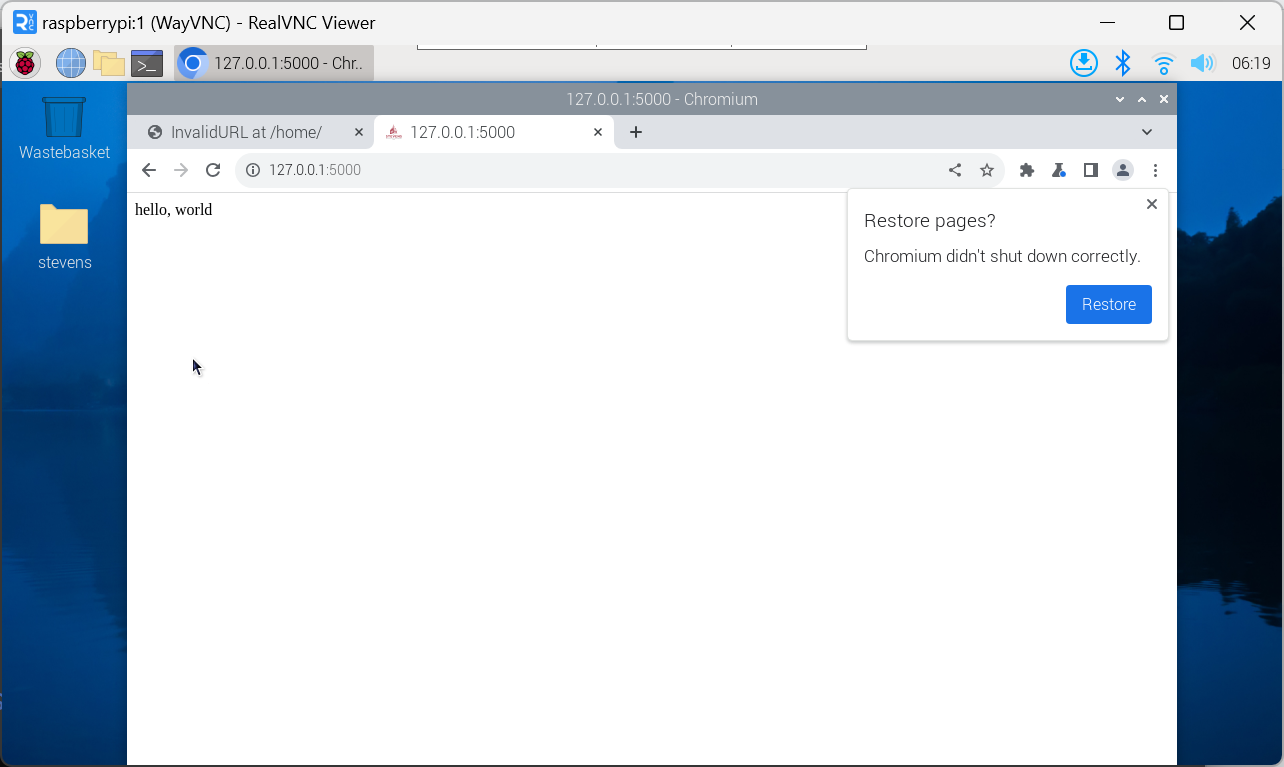 raspberrypi:1 (WayVNC) - RealVNC Viewer
127.0.0.1:5000 - Chr..
06:19
127.0.0.1:5000 - Chromium
Wastebasket
InvalidURL at /home/
127.0.0.1:5000
127.0.0.1:5000
hello, world
Restore pages?
Chromium didn't shut down correctly.
Restore
stevens